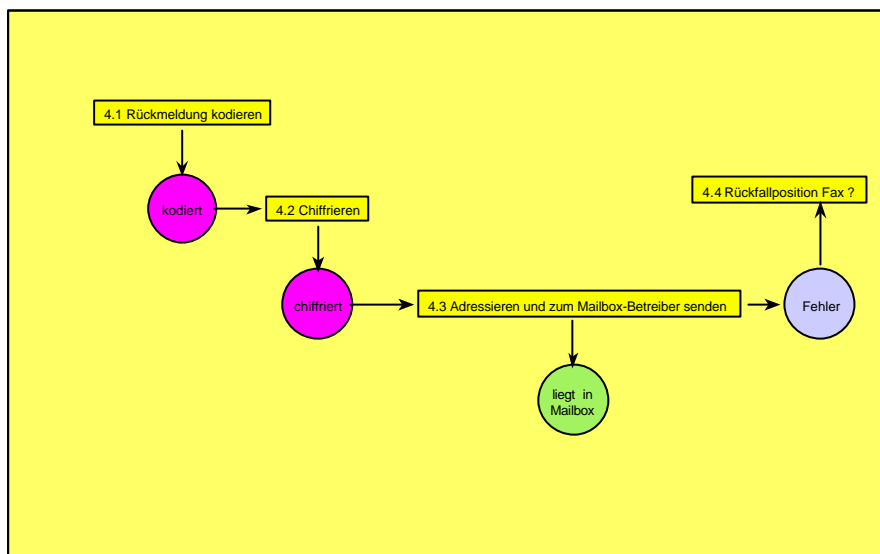 4.1 Rückmeldung kodieren
kodiert
4.2 Chiffrieren
4.4 Rückfallposition Fax ?
chiffriert
4.3 Adressieren und zum Mailbox-Betreiber senden
Fehler
liegt in
Mailbox